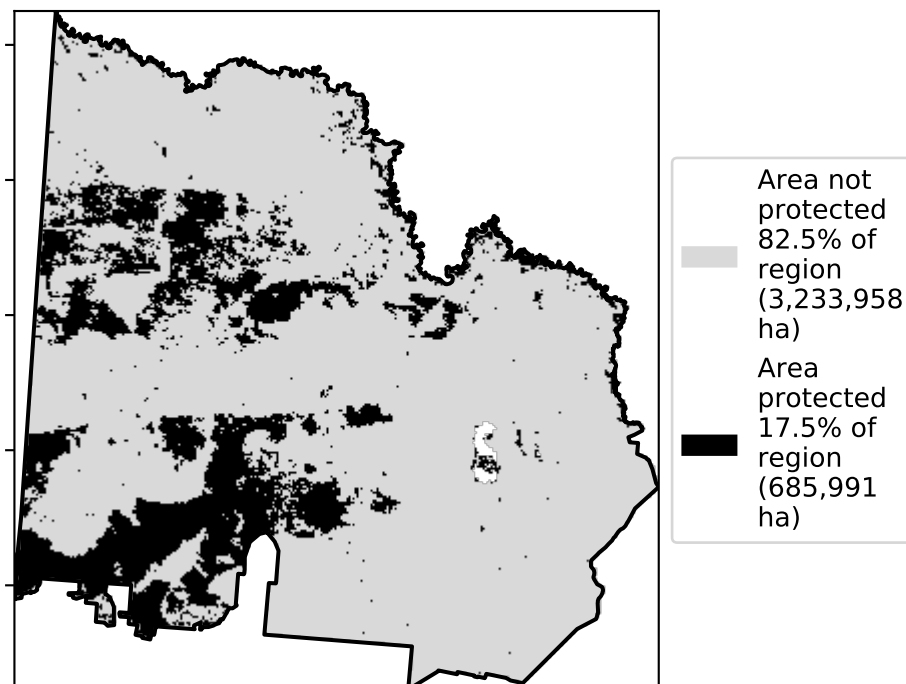 Area not
protected
82.5% of
region
(3,233,958
ha)
Area
protected
17.5% of
region
(685,991
ha)